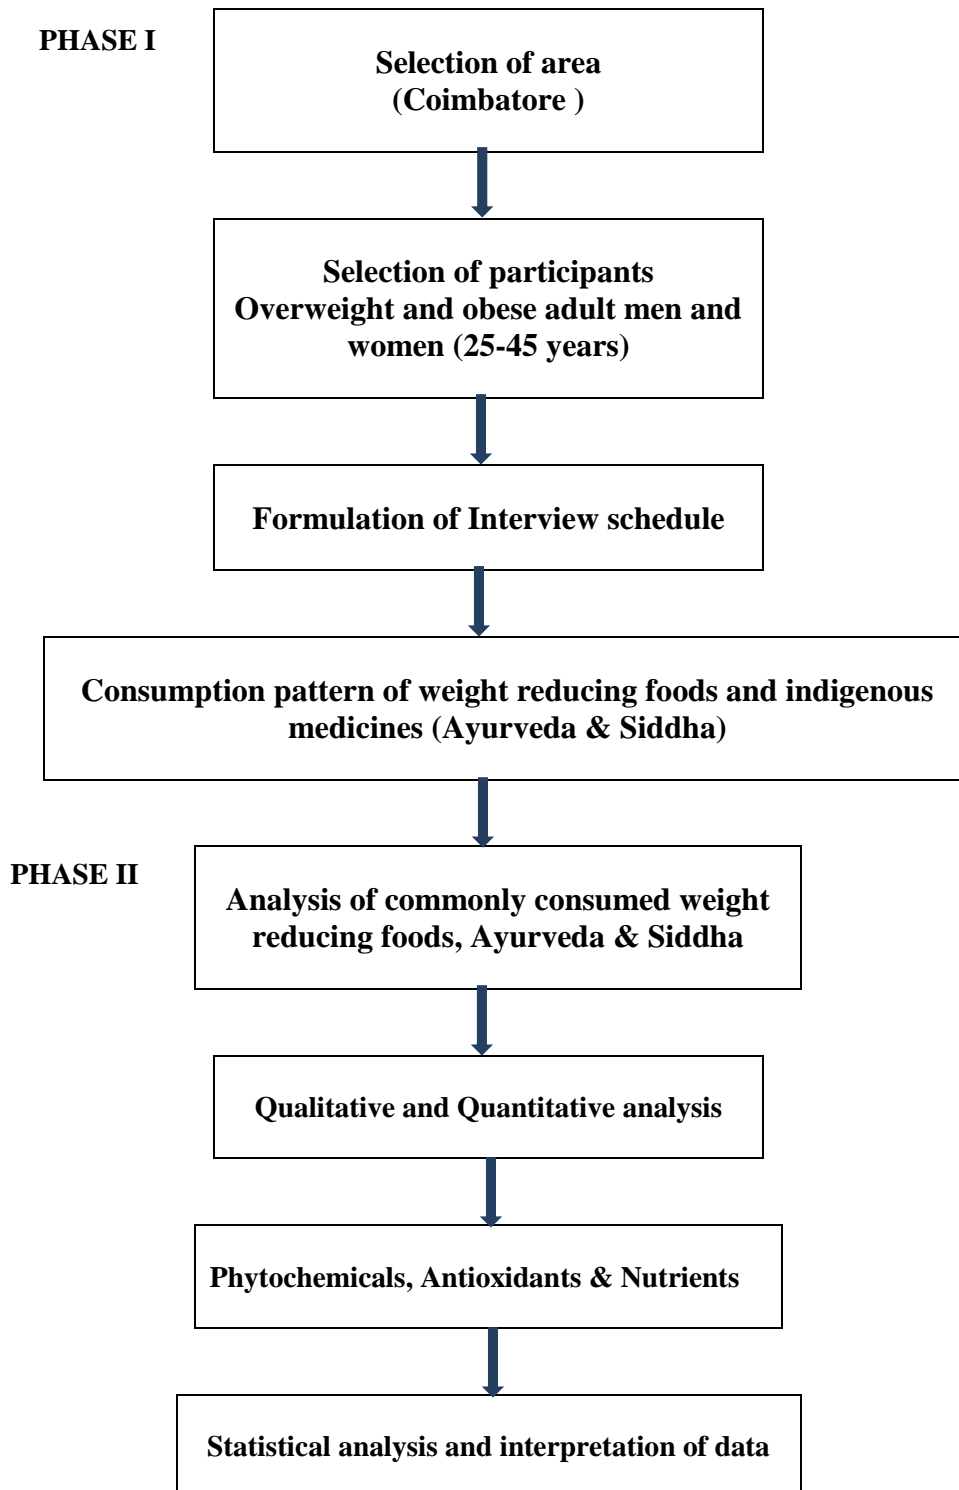 PHASE I
Selection of area
(Coimbatore )
Selection of participants
Overweight and obese adult men and
women (25-45 years)
Formulation of Interview schedule
Consumption pattern of weight reducing foods and indigenous
medicines (Ayurveda & Siddha)
PHASE II
Analysis of commonly consumed weight
reducing foods, Ayurveda & Siddha
Qualitative and Quantitative analysis
Phytochemicals, Antioxidants & Nutrients
Statistical analysis and interpretation of data